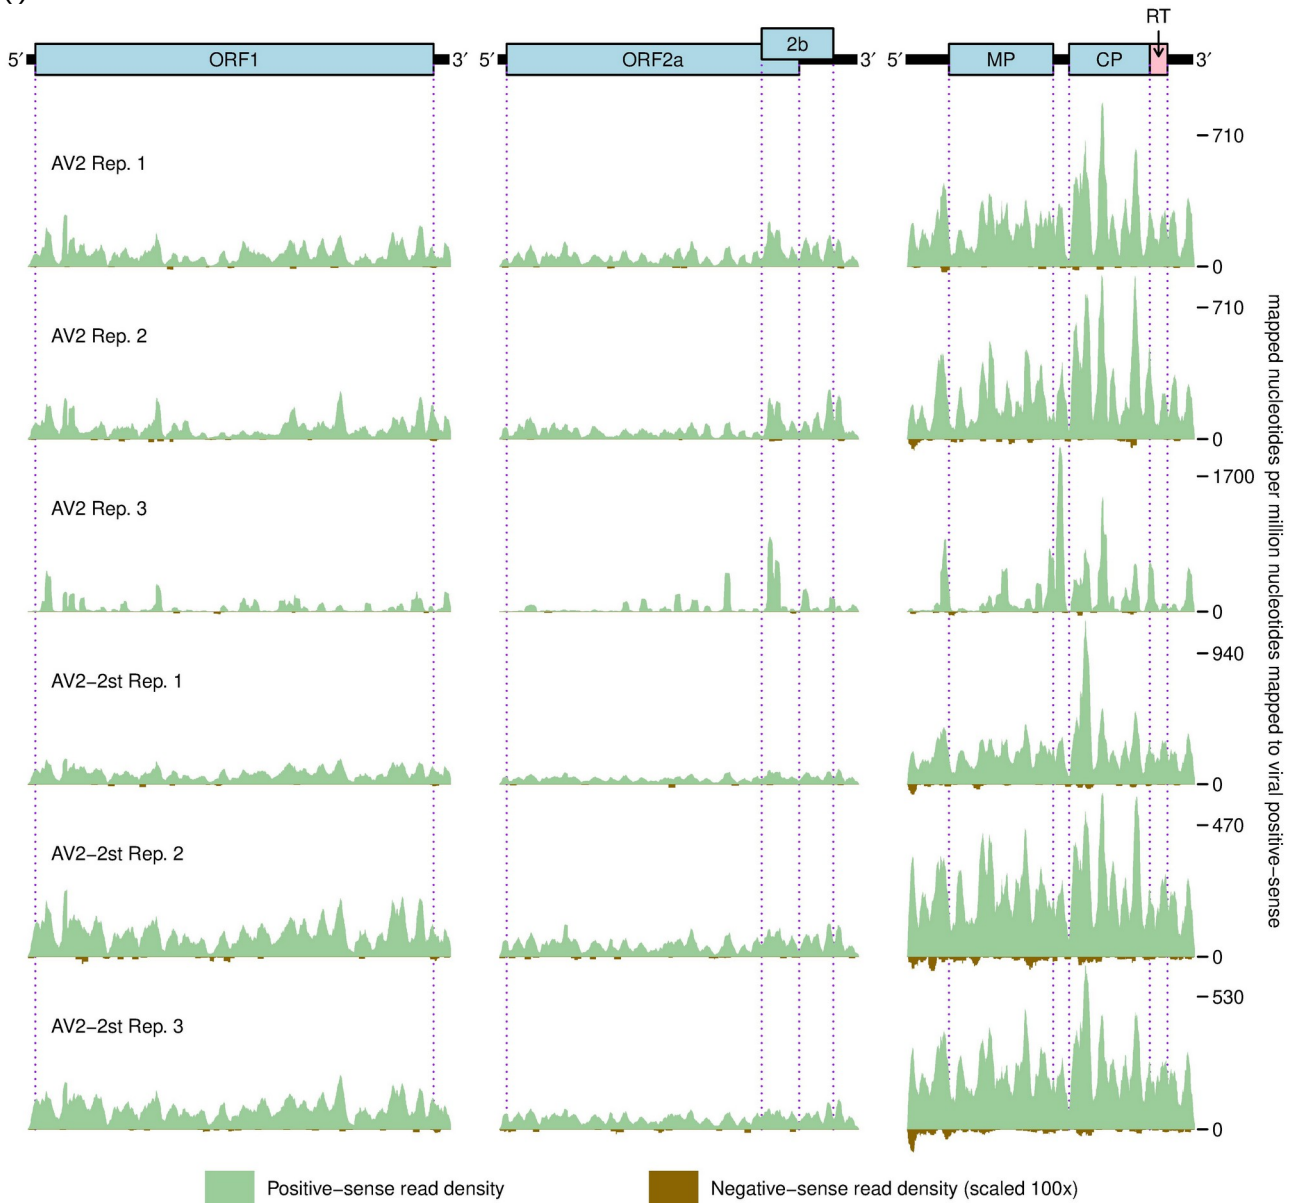 RT
5′ ORF1 3′ 5′ ORF2a 2b 3′ 5′ MP CP 3′
AV2 Rep. 1
−710
−0
AV2 Rep. 2
−710
−0
AV2 Rep. 3
−1700
−0
AV2−2st Rep. 1
−940
−0
AV2−2st Rep. 2
−470
−0
AV2−2st Rep. 3
−530
−0
mapped nucleotides per million nucleotides mapped to viral positive−sense
Positive−sense read density
Negative−sense read density (scaled 100x)